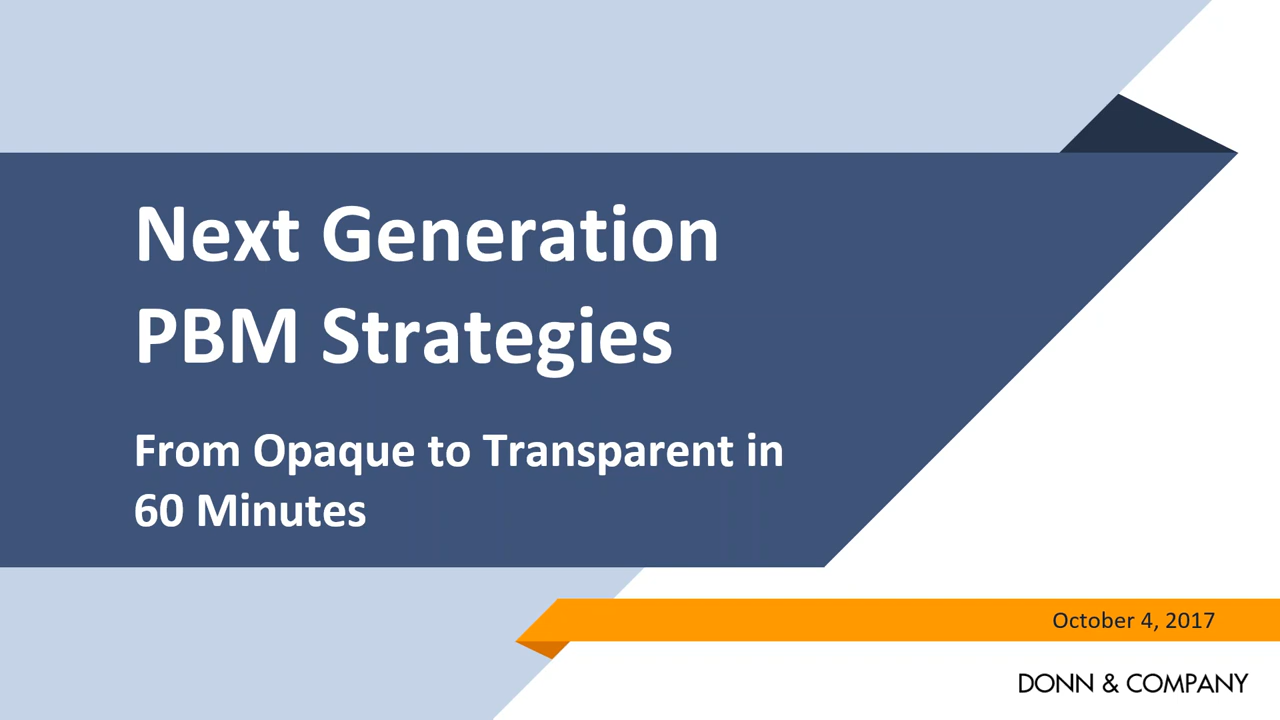 Next Generation
PBM Strategies
From Opaque to Transparent in
60 Minutes
October 4, 2017
DONN & COMPANY